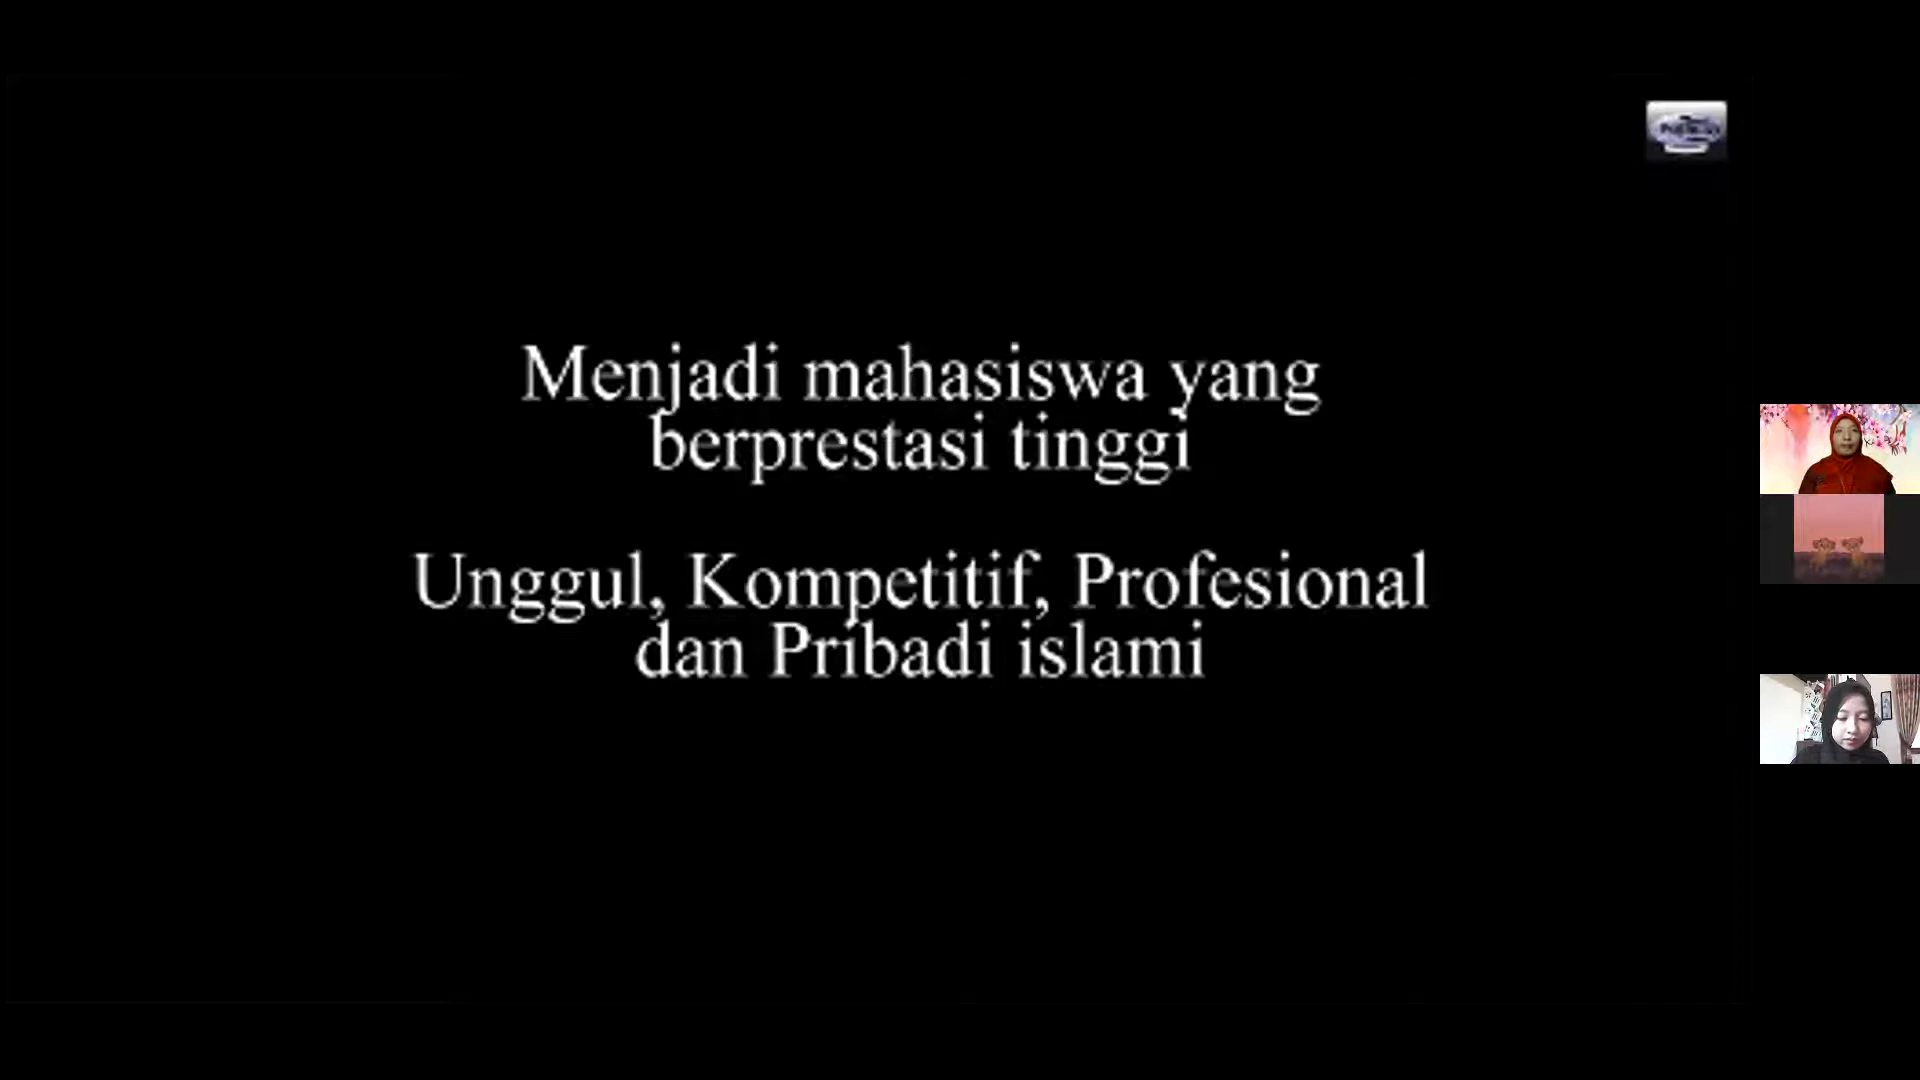 Menjadi mahasiswa yang
berprestasi tinggi
Unggul, Kompetitif, Profesional
dan Pribadi islami